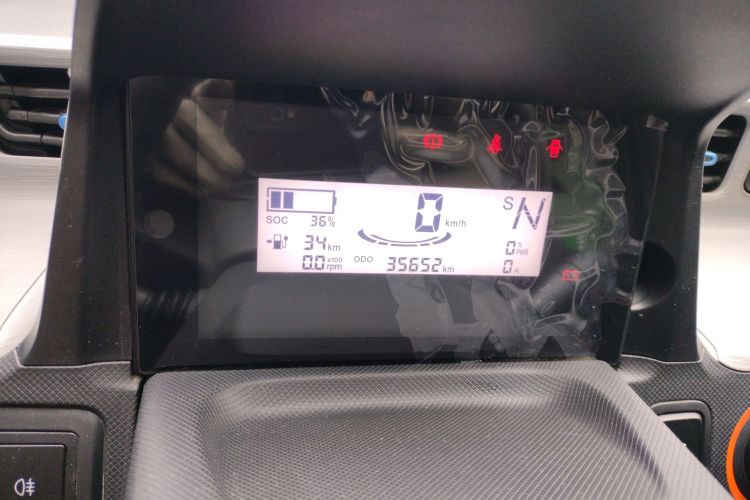 0 km/h
S N
SOC 36%
34 km
0.0 x100 rpm
ODO 35652 km
0 % PWR
0 A